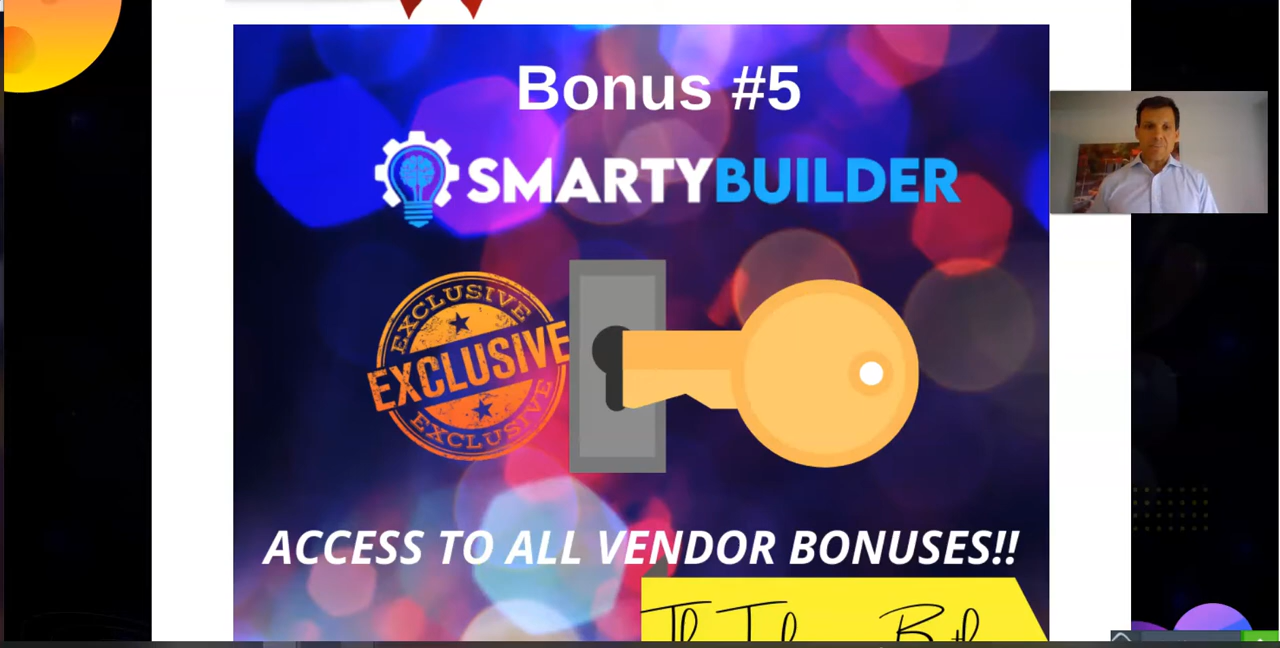 Bonus #5
SMARTYBUILDER
EXCLUSIVE
EXCLUSIVE
EXCLUSIVE
ACCESS TO ALL VENDOR BONUSES!!